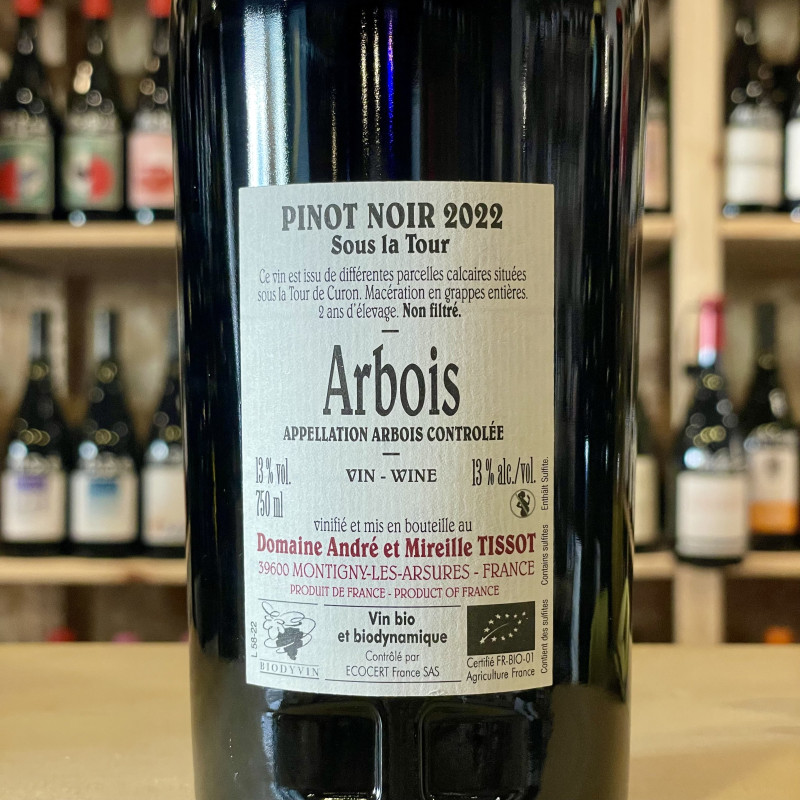 PINOT NOIR 2022
Sous la Tour
Ce vin est issu de différentes parcelles calcaires situées
sous la Tour de Curon. Macération en grappes entières.
2 ans d'élevage. Non filtré.
Arbois
APPELLATION ARBOIS CONTROLÉE
13 % vol.
750 ml
VIN - WINE
13 % alc./vol.
vinifié et mis en bouteille au
Domaine André et Mireille TISSOT
39600 MONTIGNY-LES-ARSURES - FRANCE
PRODUIT DE FRANCE - PRODUCT OF FRANCE
L 58-22
BIODYVIN
Vin bio
et biodynamique
Contrôlé par
ECOCERT France SAS
Certifié FR-BIO-01
Agriculture France
Contient des sulfites Contains sulfites Enthält Sulfite.